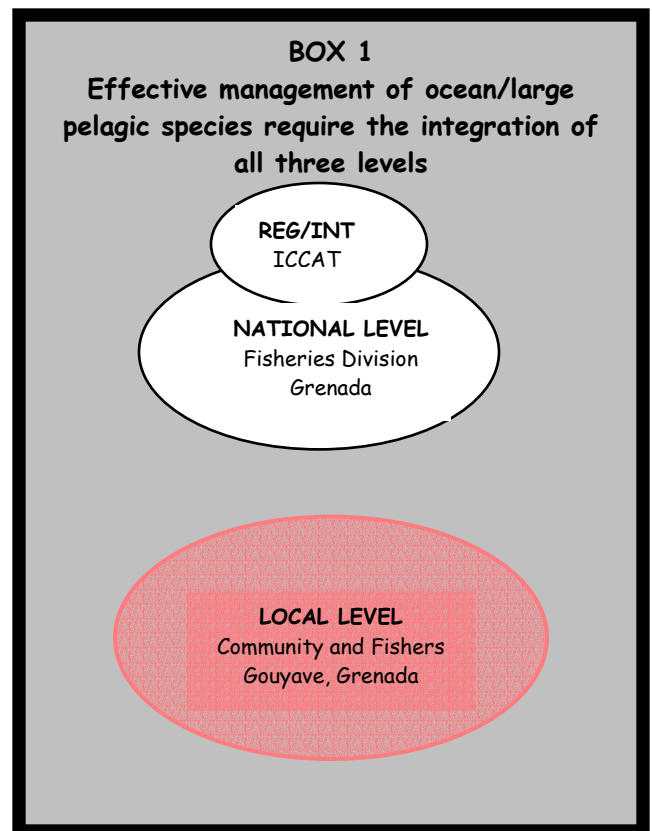 BOX 1
Effective management of ocean/large
pelagic species require the integration of
all three levels
REG/INT
ICCAT
NATIONAL LEVEL
Fisheries Division
Grenada
LOCAL LEVEL
Community and Fishers
Gouyave, Grenada